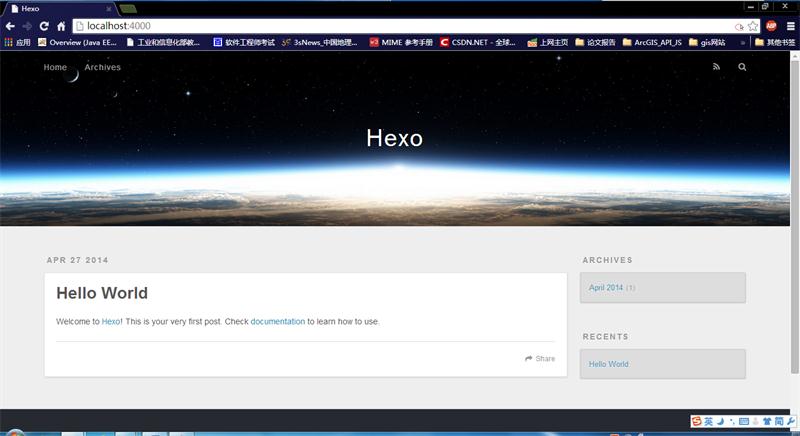 Hexo
localhost:4000
应用 Overview (Java EE... 工业和信息化部教... 软件工程师考试 3sNews_中国地理... MIME 参考手册 CSDN.NET - 全球... 上网主页 论文报告 ArcGIS_API_JS gis网站 » 其他书签
Home Archives
Hexo
APR 27 2014
Hello World
Welcome to Hexo! This is your very first post. Check documentation to learn how to use.
Share
ARCHIVES
April 2014 (1)
RECENTS
Hello World
英 简